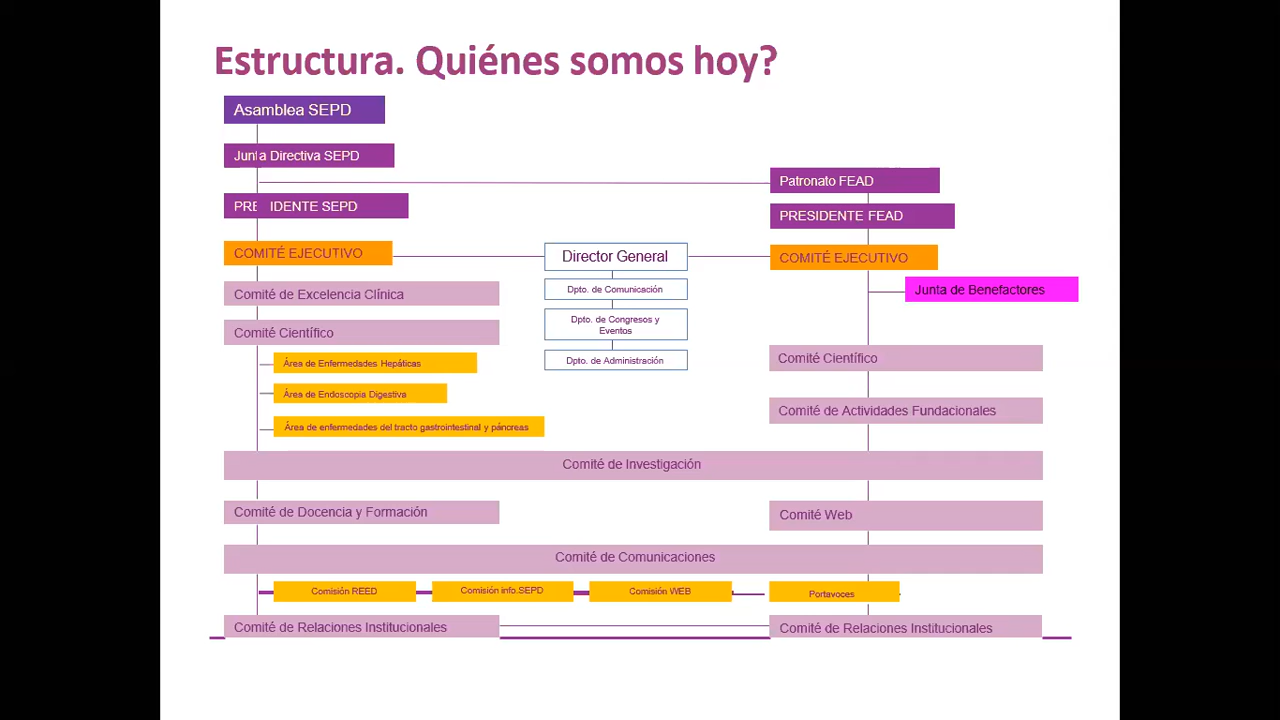 Estructura. Quiénes somos hoy?
Asamblea SEPD
Junta Directiva SEPD
Patronato FEAD
PRE IDENTE SEPD
PRESIDENTE FEAD
COMITÉ EJECUTIVO
Director General
COMITÉ EJECUTIVO
Dpto. de Comunicación
Junta de Benefactores
Comité de Excelencia Clínica
Dpto. de Congresos y
Eventos
Comité Científico
Dpto. de Administración
Comité Científico
Área de Enfermedades Hepáticas
Área de Endoscopia Digestiva
Comité de Actividades Fundacionales
Área de enfermedades del tracto gastrointestinal y páncreas
Comité de Investigación
Comité de Docencia y Formación
Comité Web
Comité de Comunicaciones
Comisión REED
Comisión info.SEPD
Comisión WEB
Portavoces
Comité de Relaciones Institucionales
Comité de Relaciones Institucionales